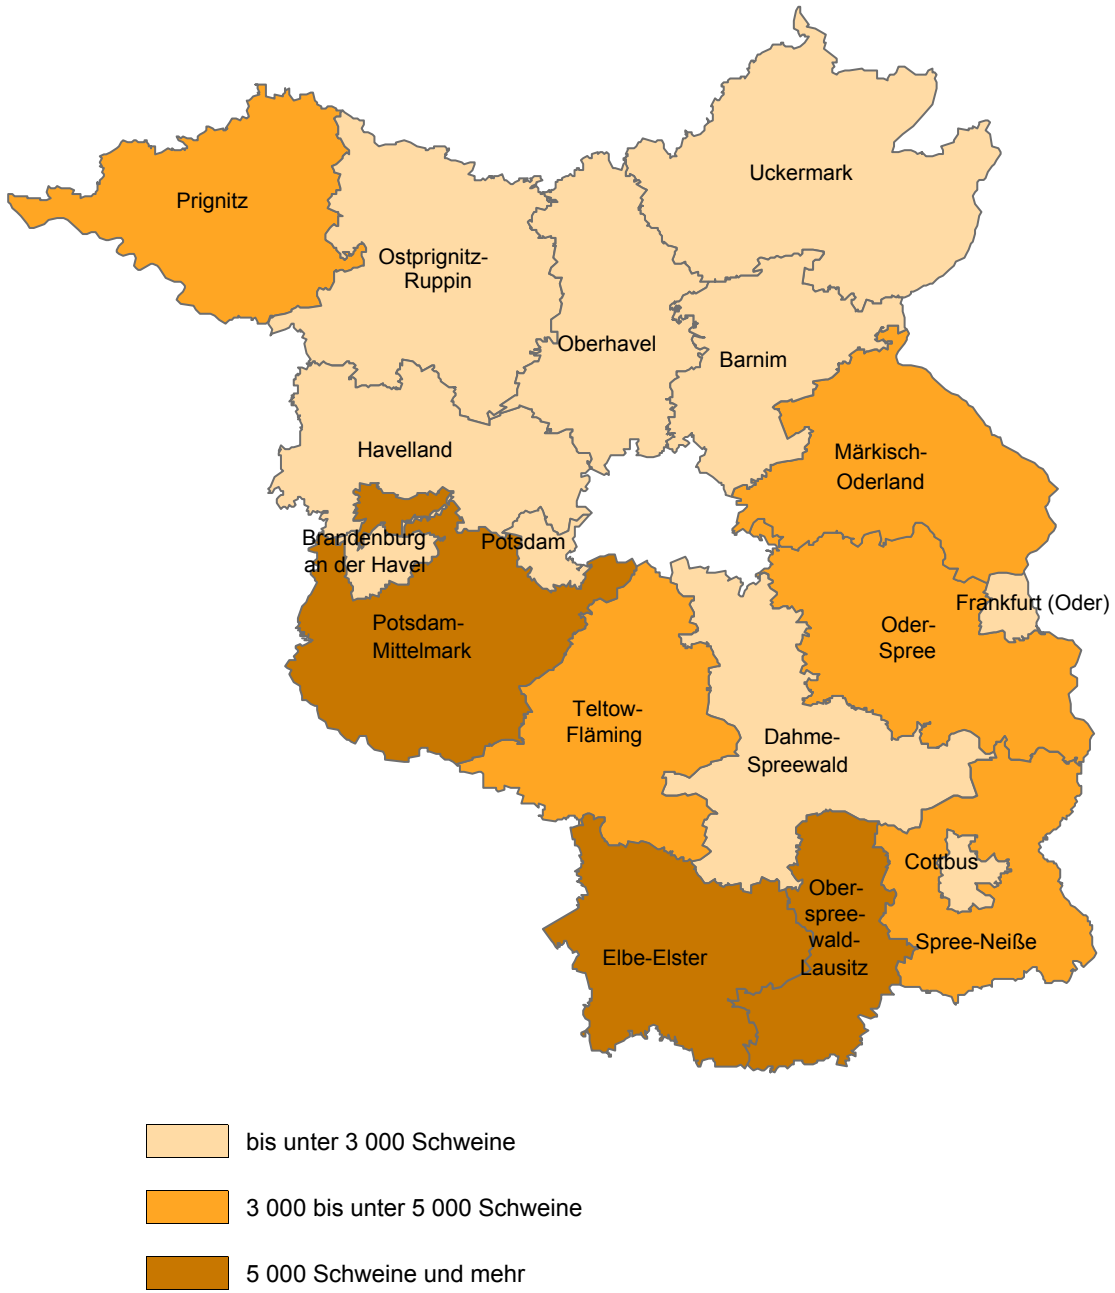 Uckermark
Prignitz
Ostprignitz-
Ruppin
Oberhavel
Barnim
Havelland
Märkisch-
Oderland
Brandenburg
an der Havel
Potsdam
Frankfurt (Oder)
Potsdam-
Mittelmark
Oder-
Spree
Teltow-
Fläming
Dahme-
Spreewald
Cottbus
Ober-
spree-
wald-
Lausitz
Spree-Neiße
Elbe-Elster
bis unter 3 000 Schweine
3 000 bis unter 5 000 Schweine
5 000 Schweine und mehr